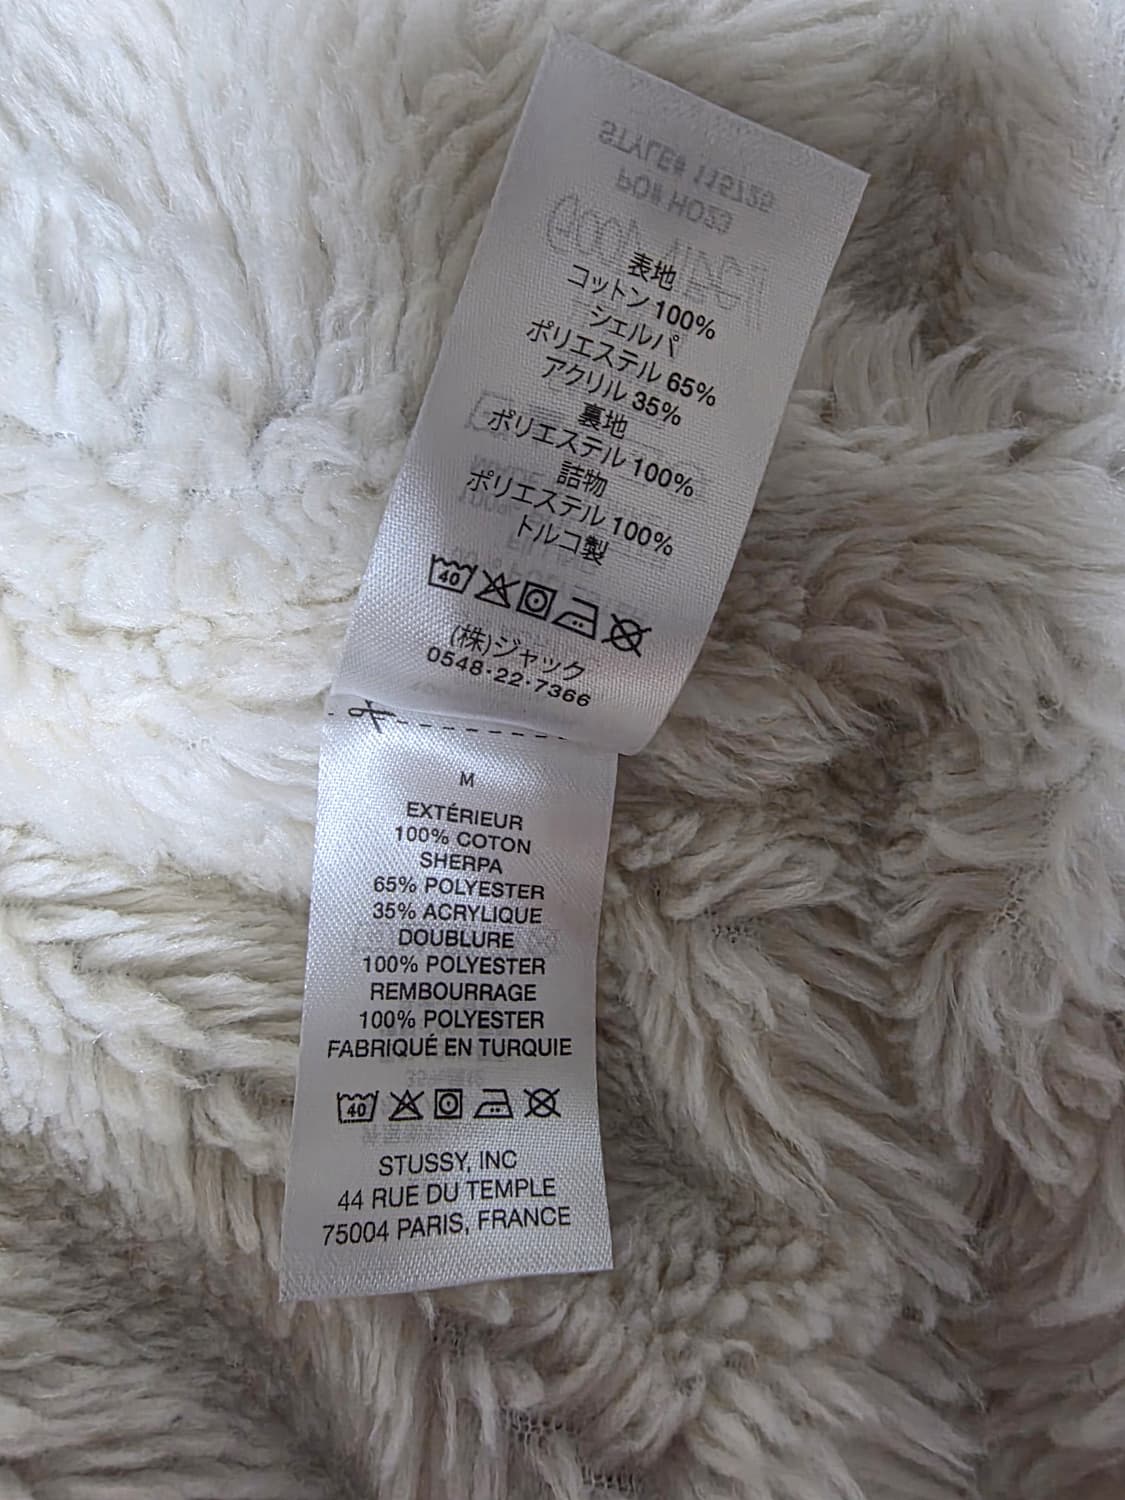 表地
コットン 100%
シェルパ
ポリエステル 65%
アクリル 35%
裏地
ポリエステル 100%
詰物
ポリエステル 100%
トルコ製
40
(株)ジャック
0548・22・7366
M
EXTÉRIEUR
100% COTON
SHERPA
65% POLYESTER
35% ACRYLIQUE
DOUBLURE
100% POLYESTER
REMBOURRAGE
100% POLYESTER
FABRIQUÉ EN TURQUIE
40
STUSSY, INC
44 RUE DU TEMPLE
75004 PARIS, FRANCE